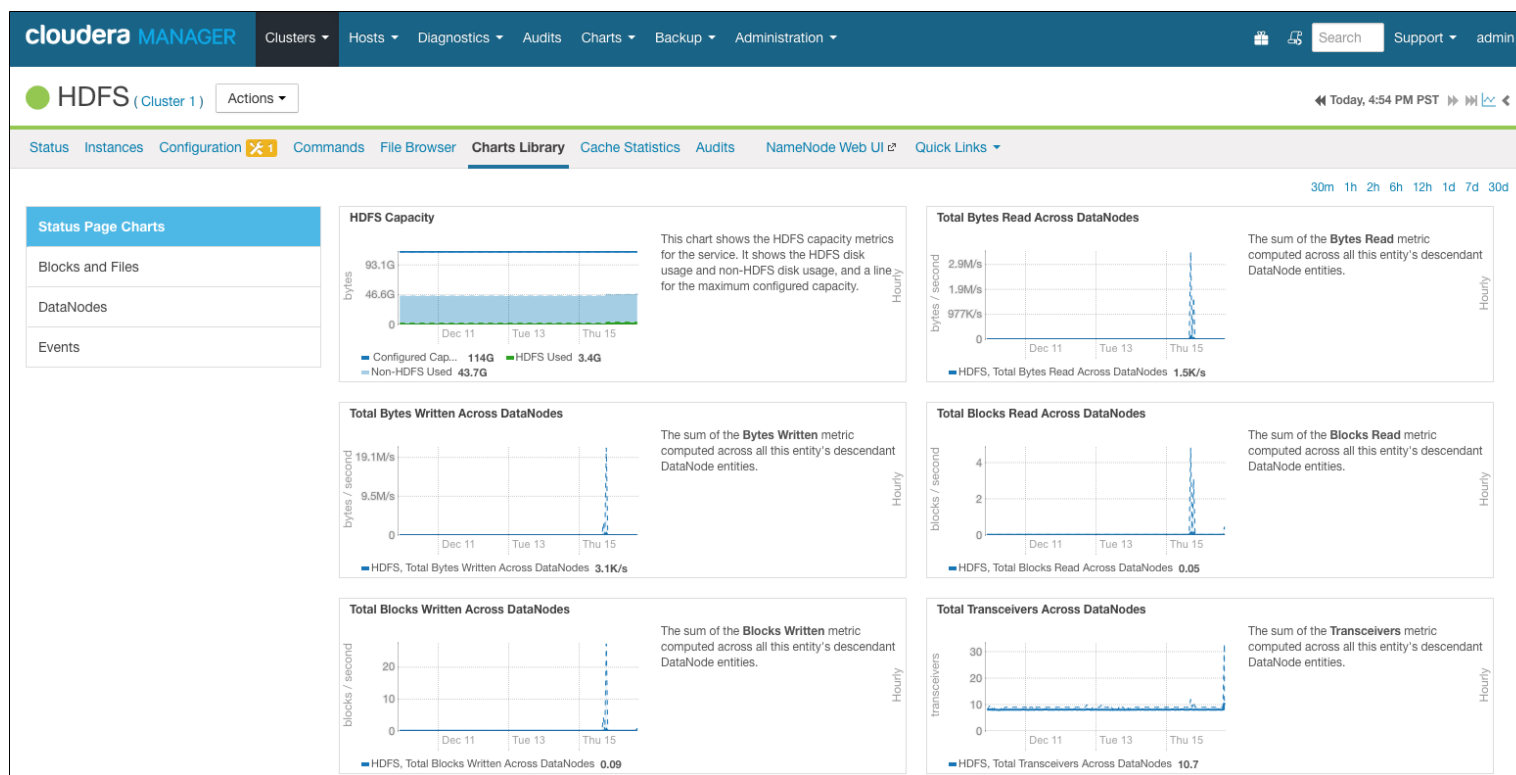 cloudera MANAGER Clusters Hosts Diagnostics Audits Charts Backup Administration Search Support admin
HDFS ( Cluster 1 ) Actions Today, 4:54 PM PST
Status Instances Configuration 1 Commands File Browser Charts Library Cache Statistics Audits NameNode Web UI Quick Links
30m 1h 2h 6h 12h 1d 7d 30d
Status Page Charts
Blocks and Files
DataNodes
Events
HDFS Capacity
bytes
93.1G
46.6G
0
Dec 11 Tue 13 Thu 15
Configured Cap... 114G HDFS Used 3.4G
Non-HDFS Used 43.7G
This chart shows the HDFS capacity metrics
for the service. It shows the HDFS disk
usage and non-HDFS disk usage, and a line
for the maximum configured capacity.
Hourly
Total Bytes Read Across DataNodes
bytes / second
2.9M/s
1.9M/s
977K/s
0
Dec 11 Tue 13 Thu 15
HDFS, Total Bytes Read Across DataNodes 1.5K/s
The sum of the Bytes Read metric
computed across all this entity's descendant
DataNode entities.
Hourly
Total Bytes Written Across DataNodes
bytes / second
19.1M/s
9.5M/s
0
Dec 11 Tue 13 Thu 15
HDFS, Total Bytes Written Across DataNodes 3.1K/s
The sum of the Bytes Written metric
computed across all this entity's descendant
DataNode entities.
Hourly
Total Blocks Read Across DataNodes
blocks / second
4
2
0
Dec 11 Tue 13 Thu 15
HDFS, Total Blocks Read Across DataNodes 0.05
The sum of the Blocks Read metric
computed across all this entity's descendant
DataNode entities.
Hourly
Total Blocks Written Across DataNodes
blocks / second
20
10
0
Dec 11 Tue 13 Thu 15
HDFS, Total Blocks Written Across DataNodes 0.09
The sum of the Blocks Written metric
computed across all this entity's descendant
DataNode entities.
Hourly
Total Transceivers Across DataNodes
transceivers
30
20
10
0
Dec 11 Tue 13 Thu 15
HDFS, Total Transceivers Across DataNodes 10.7
The sum of the Transceivers metric
computed across all this entity's descendant
DataNode entities.
Hourly